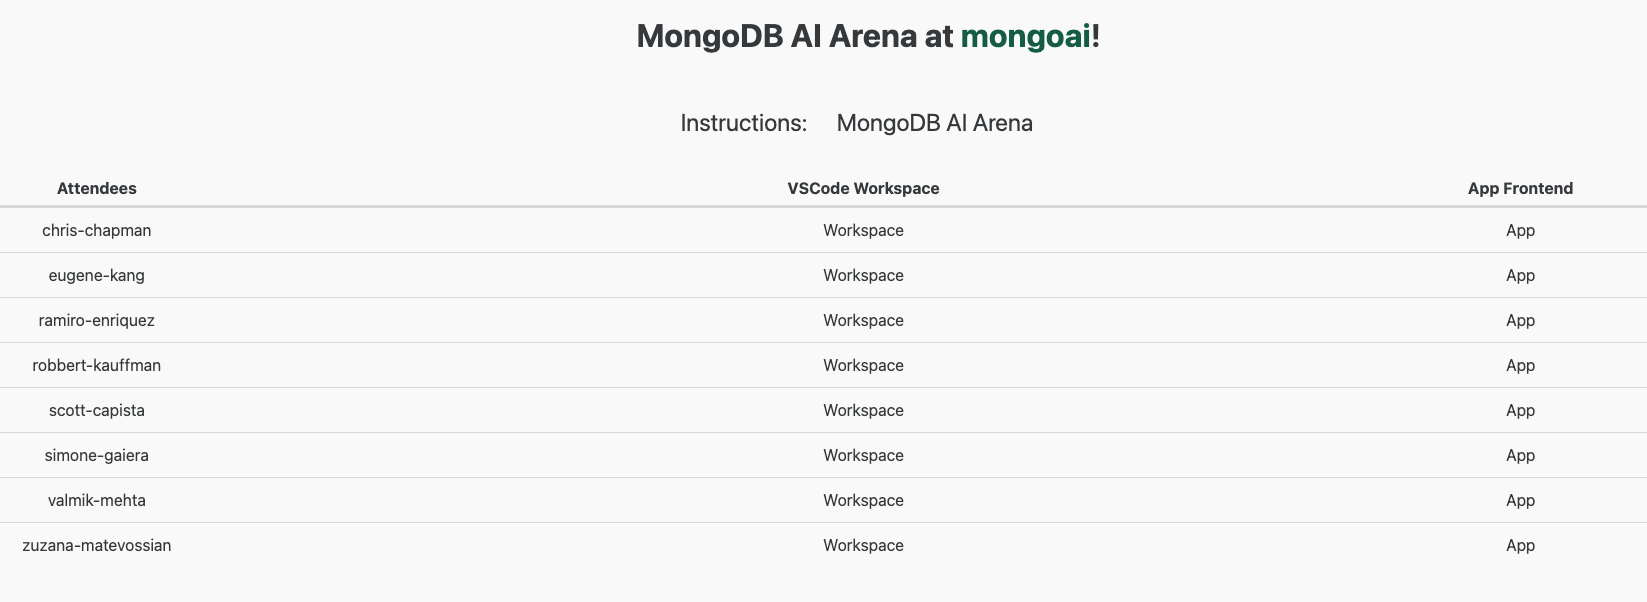 MongoDB AI Arena at mongoai!
Instructions: MongoDB AI Arena
Attendees VSCode Workspace App Frontend
chris-chapman Workspace App
eugene-kang Workspace App
ramiro-enriquez Workspace App
robbert-kauffman Workspace App
scott-capista Workspace App
simone-gaiera Workspace App
valmik-mehta Workspace App
zuzana-matevossian Workspace App